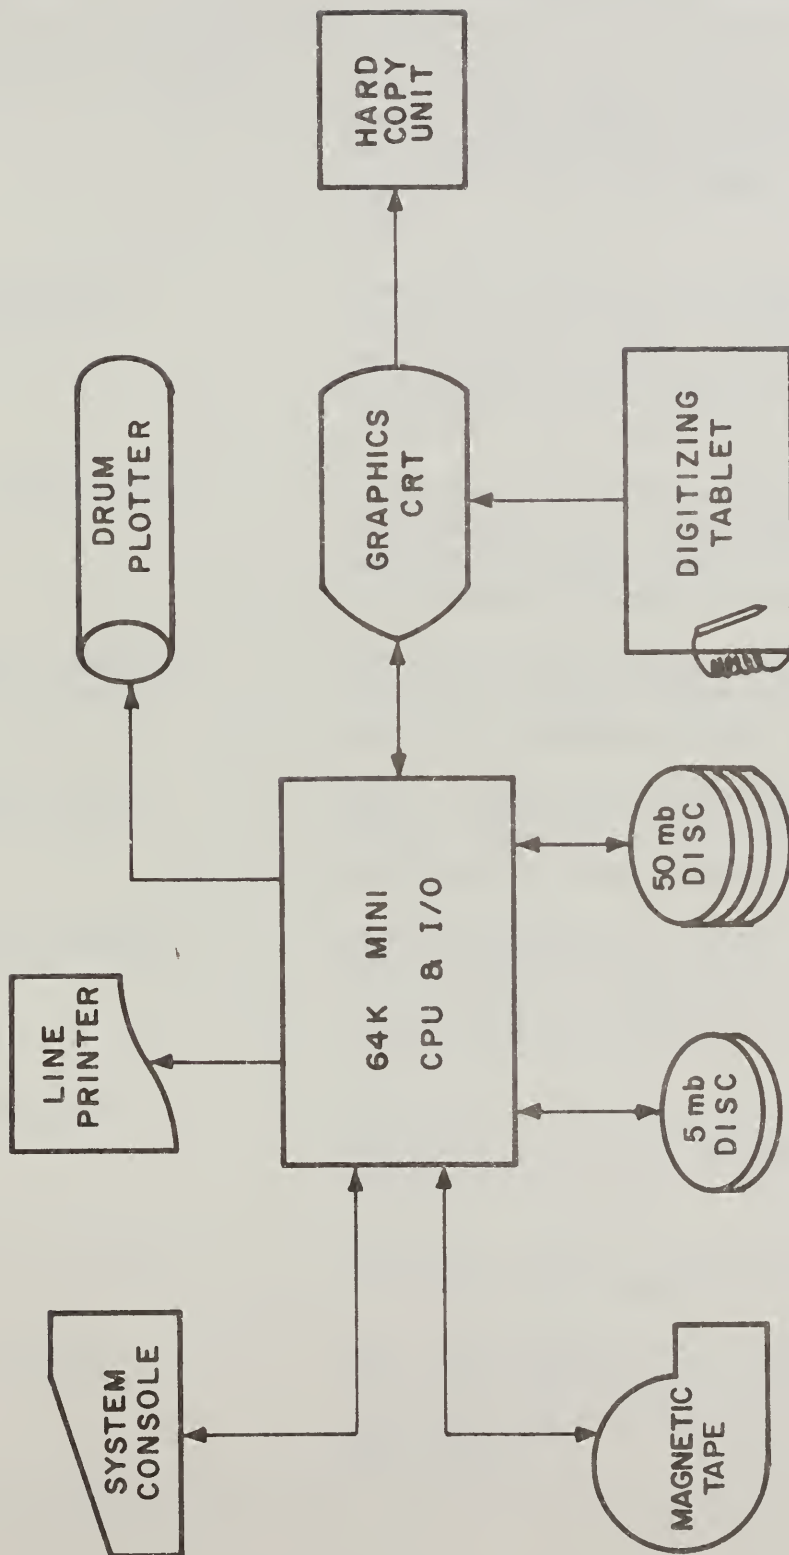 SYSTEM
CONSOLE
LINE
PRINTER
DRUM
PLOTTER
64K MINI
CPU & I/O
GRAPHICS
CRT
HARD
COPY
UNIT
MAGNETIC
TAPE
5 mb
DISC
50 mb
DISC
DIGITIZING
TABLET